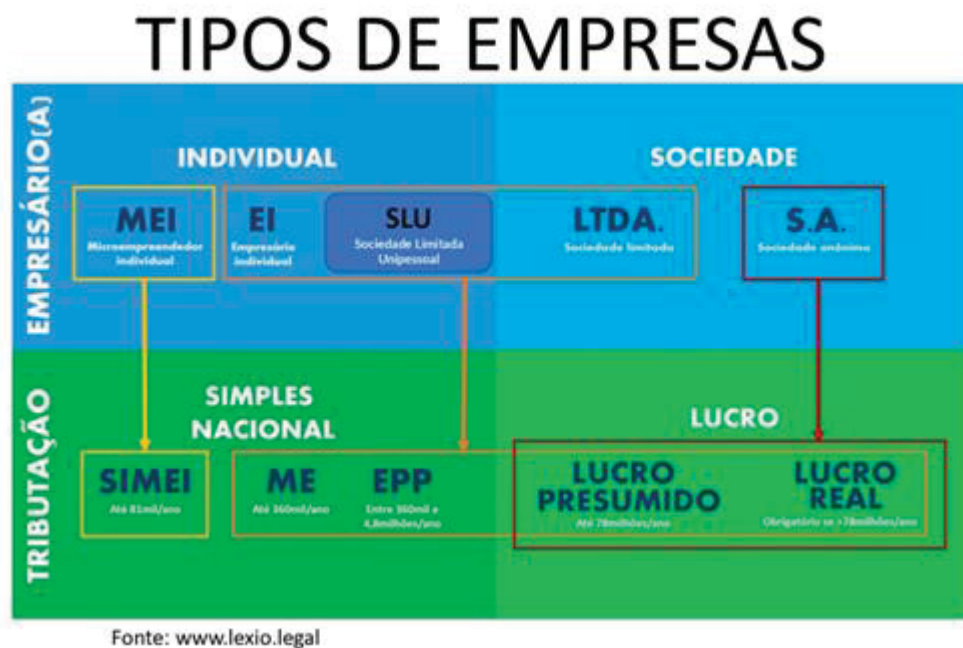 TIPOS DE EMPRESAS
EMPRESÁRIO(A)
INDIVIDUAL
SOCIEDADE
MEI
Microempreendedor
individual
EI
Empresário
individual
SLU
Sociedade Limitada
Unipessoal
LTDA.
Sociedade limitada
S.A.
Sociedade anônima
TRIBUTAÇÃO
SIMPLES
NACIONAL
LUCRO
SIMEI
Até 81mil/ano
ME
Até 360mil/ano
EPP
Entre 360mil e
4,8milhões/ano
LUCRO
PRESUMIDO
Até 78milhões/ano
LUCRO
REAL
Obrigatório se >78milhões/ano
Fonte: www.lexio.legal